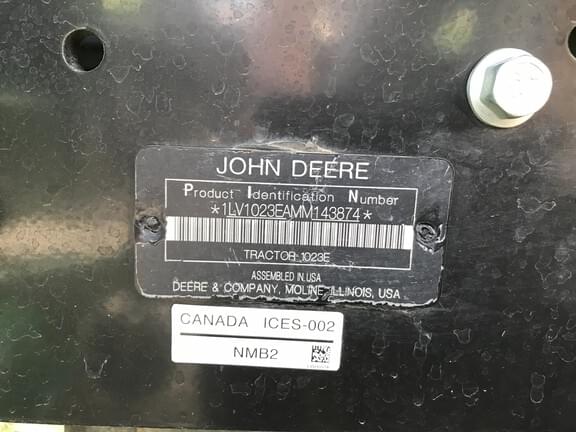 JOHN DEERE
Product Identification Number
*1LV1023EAMM143874*
TRACTOR 1023E
ASSEMBLED IN USA
DEERE & COMPANY, MOLINE, ILLINOIS, USA
CANADA ICES-002
NMB2